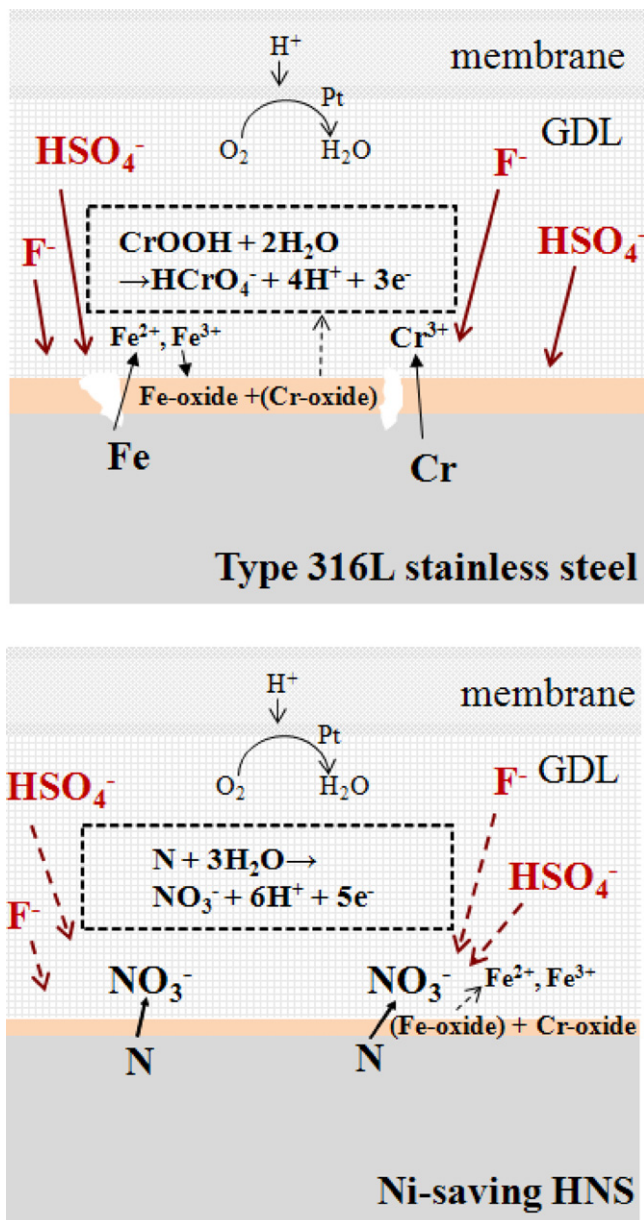 H⁺
membrane
Pt
O₂
H₂O
GDL
HSO₄⁻
F⁻
F⁻
HSO₄⁻
CrOOH + 2H₂O
→HCrO₄⁻ + 4H⁺ + 3e⁻
Fe²⁺, Fe³⁺
Cr³⁺
Fe-oxide +(Cr-oxide)
Fe
Cr
Type 316L stainless steel
H⁺
membrane
Pt
O₂
H₂O
F⁻
GDL
HSO₄⁻
N + 3H₂O→
NO₃⁻ + 6H⁺ + 5e⁻
HSO₄⁻
F⁻
NO₃⁻
NO₃⁻
Fe²⁺, Fe³⁺
(Fe-oxide) + Cr-oxide
N
N
Ni-saving HNS